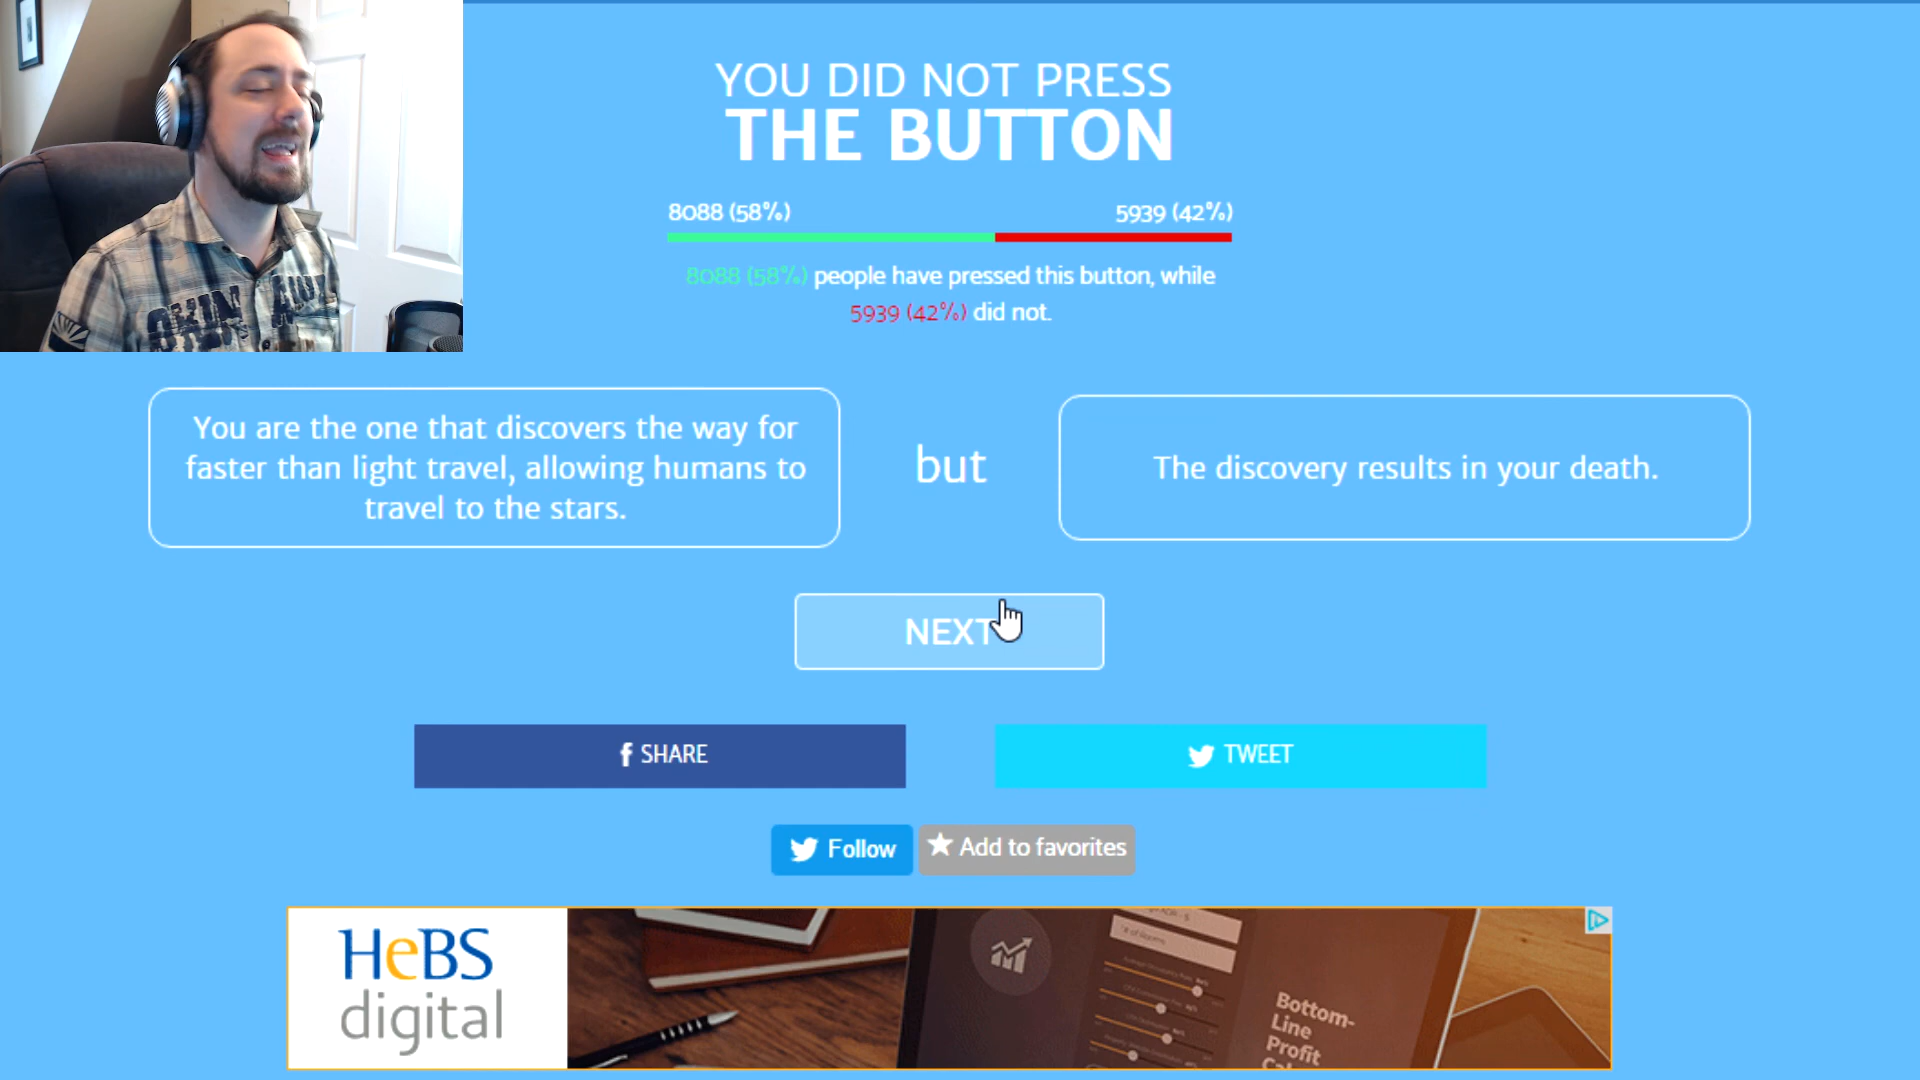 YOU DID NOT PRESS
THE BUTTON
8088 (58%)
5939 (42%)
8088 (58%) people have pressed this button, while
5939 (42%) did not.
You are the one that discovers the way for
faster than light travel, allowing humans to
travel to the stars.
but
The discovery results in your death.
NEXT
f SHARE
TWEET
Follow
Add to favorites
HeBS
digital
Bottom-
Line
Profit